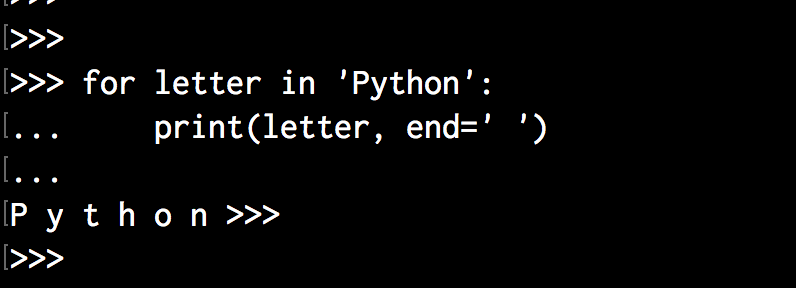 >>>
>>>
>>> for letter in 'Python':
...     print(letter, end=' ')
...
P y t h o n >>>
>>>